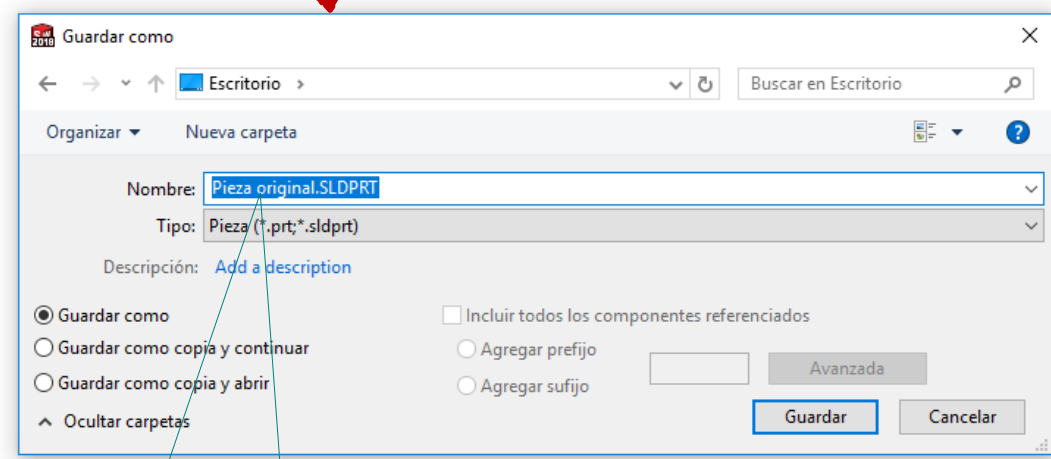 SW 2018 Guardar como
Escritorio
Buscar en Escritorio
Organizar
Nueva carpeta
?
Nombre: Pieza original.SLDPRT
Tipo: Pieza (*.prt;*.sldprt)
Descripción: Add a description
Guardar como
Incluir todos los componentes referenciados
Guardar como copia y continuar
Agregar prefijo
Avanzada
Guardar como copia y abrir
Agregar sufijo
Ocultar carpetas
Guardar
Cancelar